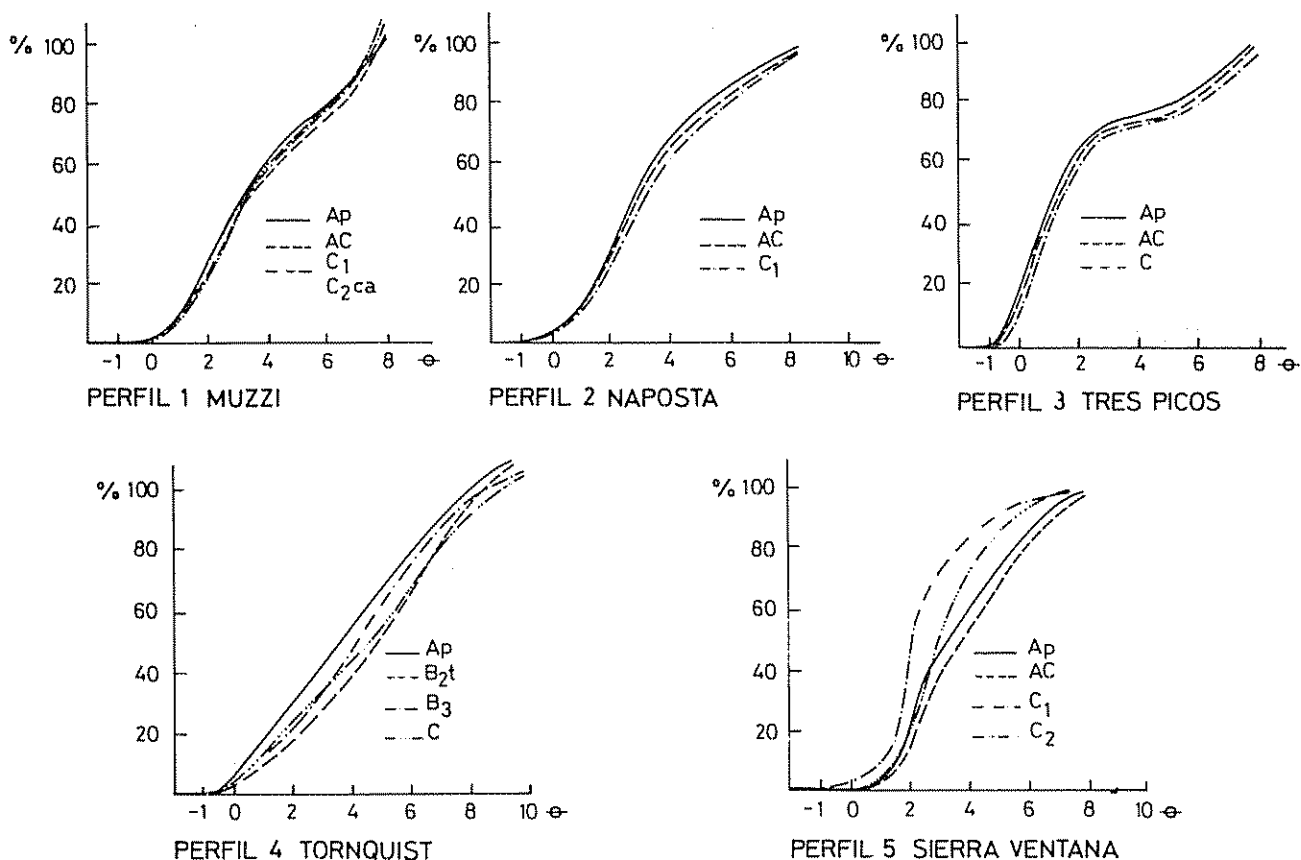 % 100
80
60
40
20
Ap
AC
C1
C2ca
-1 0 2 4 6 8 ϕ
PERFIL 1 MUZZI
% 100
80
60
40
20
Ap
AC
C1
-1 0 2 4 6 8 10 ϕ
PERFIL 2 NAPOSTA
% 100
80
60
40
20
Ap
AC
C
-1 0 2 4 6 8 ϕ
PERFIL 3 TRES PICOS
% 100
80
60
40
20
Ap
B2t
B3
C
-1 0 2 4 6 8 10 ϕ
PERFIL 4 TORNQUIST
% 100
80
60
40
20
Ap
AC
C1
C2
-1 0 2 4 6 8 10 ϕ
PERFIL 5 SIERRA VENTANA